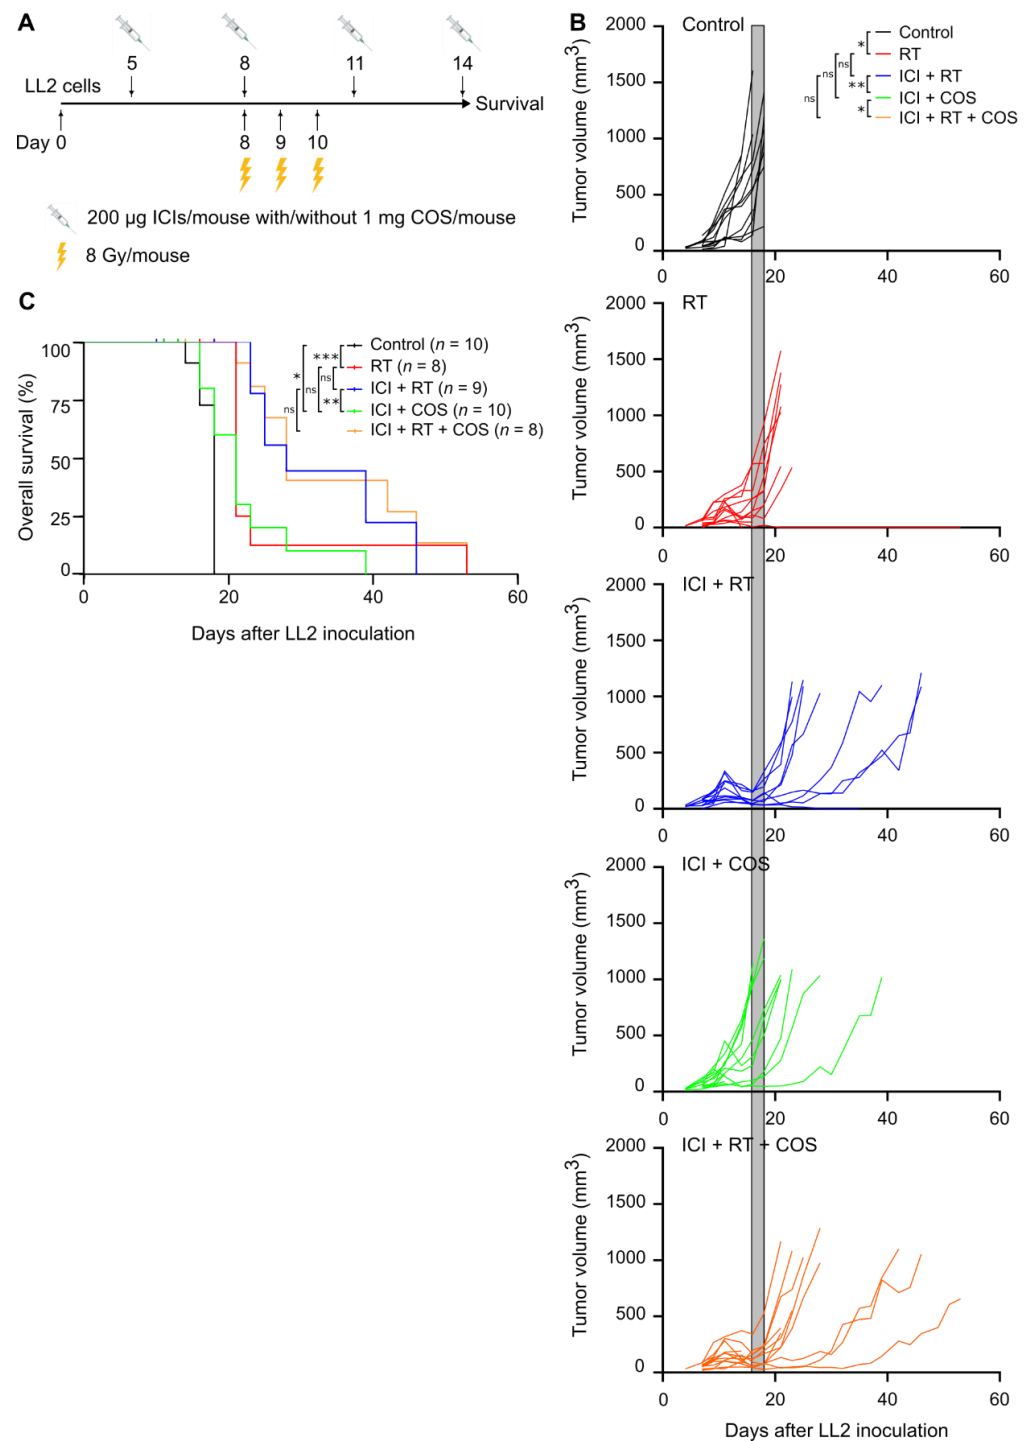 A
5 8 11 14
LL2 cells
Survival
Day 0 8 9 10
200 µg ICIs/mouse with/without 1 mg COS/mouse
8 Gy/mouse
B
Control
Tumor volume (mm3)
2000
1500
1000
500
0
0 20 40 60
Control
RT
ICI + RT
ICI + COS
ICI + RT + COS
*
ns
ns
**
ns
*
RT
Tumor volume (mm3)
2000
1500
1000
500
0
0 20 40 60
ICI + RT
Tumor volume (mm3)
2000
1500
1000
500
0
0 20 40 60
ICI + COS
Tumor volume (mm3)
2000
1500
1000
500
0
0 20 40 60
ICI + RT + COS
Tumor volume (mm3)
2000
1500
1000
500
0
0 20 40 60
Days after LL2 inoculation
C
Overall survival (%)
100
75
50
25
0
0 20 40 60
Days after LL2 inoculation
Control (n = 10)
RT (n = 8)
ICI + RT (n = 9)
ICI + COS (n = 10)
ICI + RT + COS (n = 8)
***
*
ns
ns
**
ns